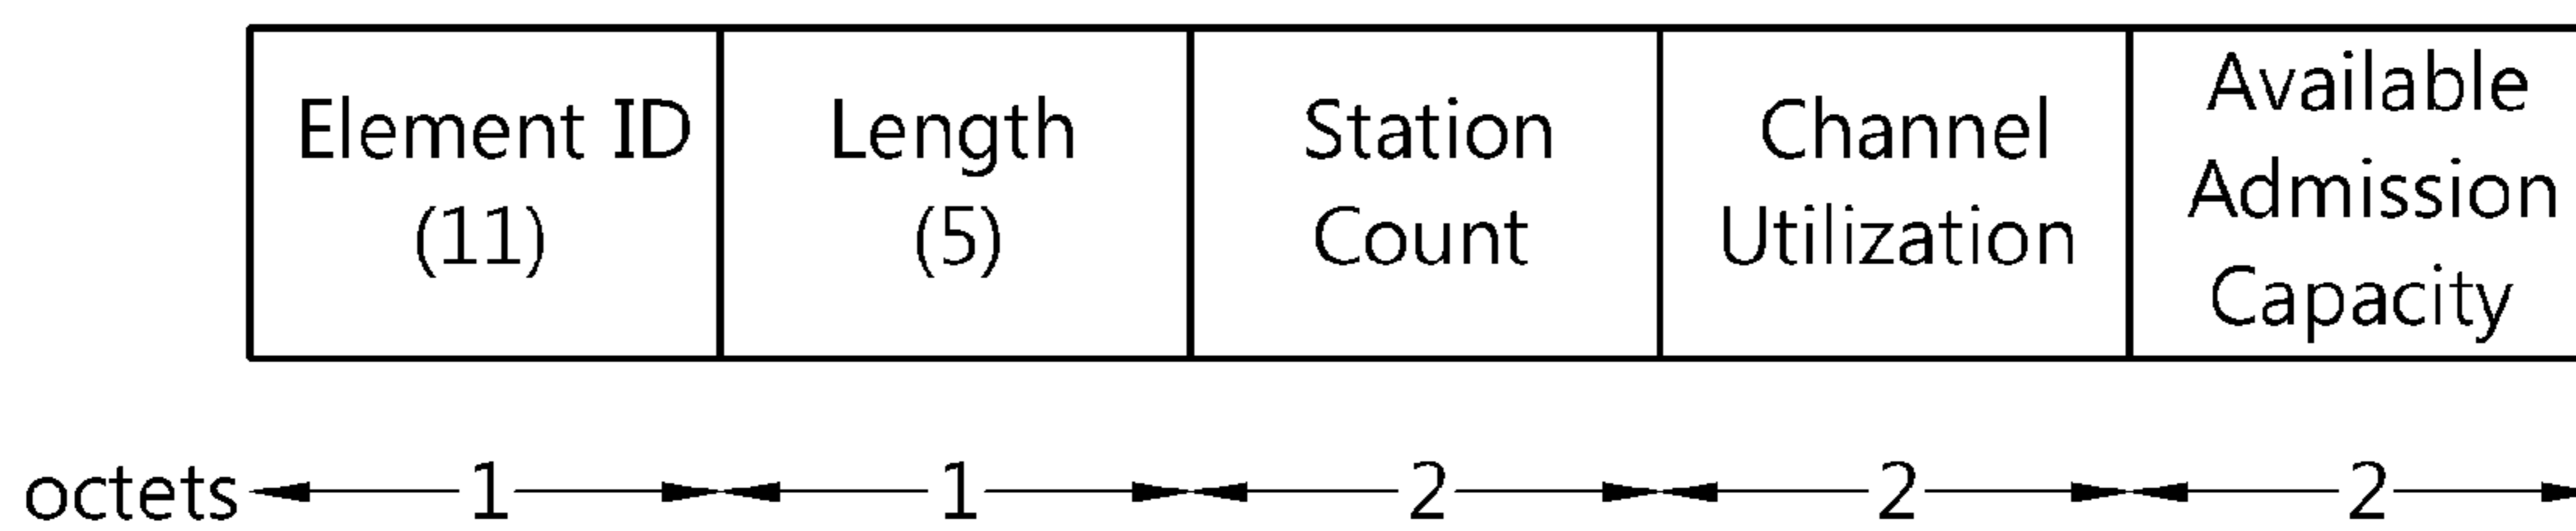 Element ID
(11)
Length
(5)
Station
Count
Channel
Utilization
Available
Admission
Capacity
octets 1 1 2 2 2